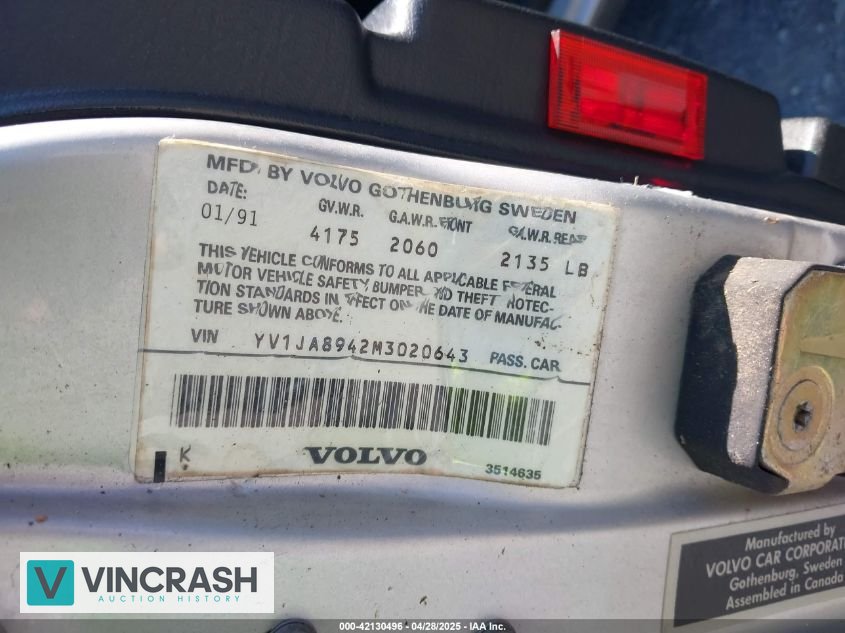 MFD. BY VOLVO GOTHENBURG SWEDEN
DATE: GV.W.R. G.A.W.R. FRONT G.A.W.R. REAR
01/91 4175 2060 2135 LB
THIS VEHICLE CONFORMS TO ALL APPLICABLE FEDERAL
MOTOR VEHICLE SAFETY, BUMPER AND THEFT
TION STANDARDS IN EFFECT ON THE DATE OF MANUFAC-
TURE SHOWN ABOVE.
VIN YV1JA8942M3020643 PASS. CAR
K VOLVO 3514635
Manufactured by
VOLVO CAR CORPORAT
Gothenburg, Sweden
Assembled in Canada
VINCRASH
AUCTION HISTORY
000-42130496 - 04/28/2025 - IAA Inc.